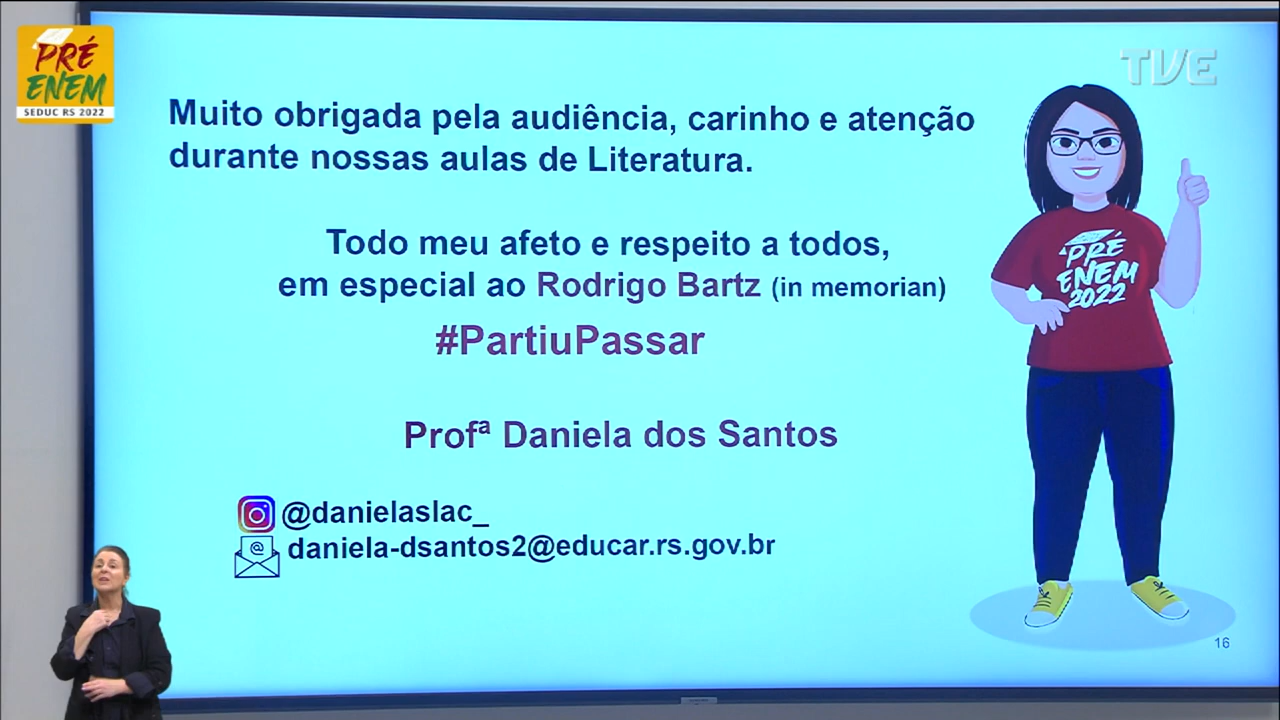 PRÉ
ENEM
SEDUC RS 2022
TVE
Muito obrigada pela audiência, carinho e atenção
durante nossas aulas de Literatura.
Todo meu afeto e respeito a todos,
em especial ao Rodrigo Bartz (in memorian)
#PartiuPassar
Profª Daniela dos Santos
@danielaslac_
@
daniela-dsantos2@educar.rs.gov.br
PRÉ
ENEM
2022
16